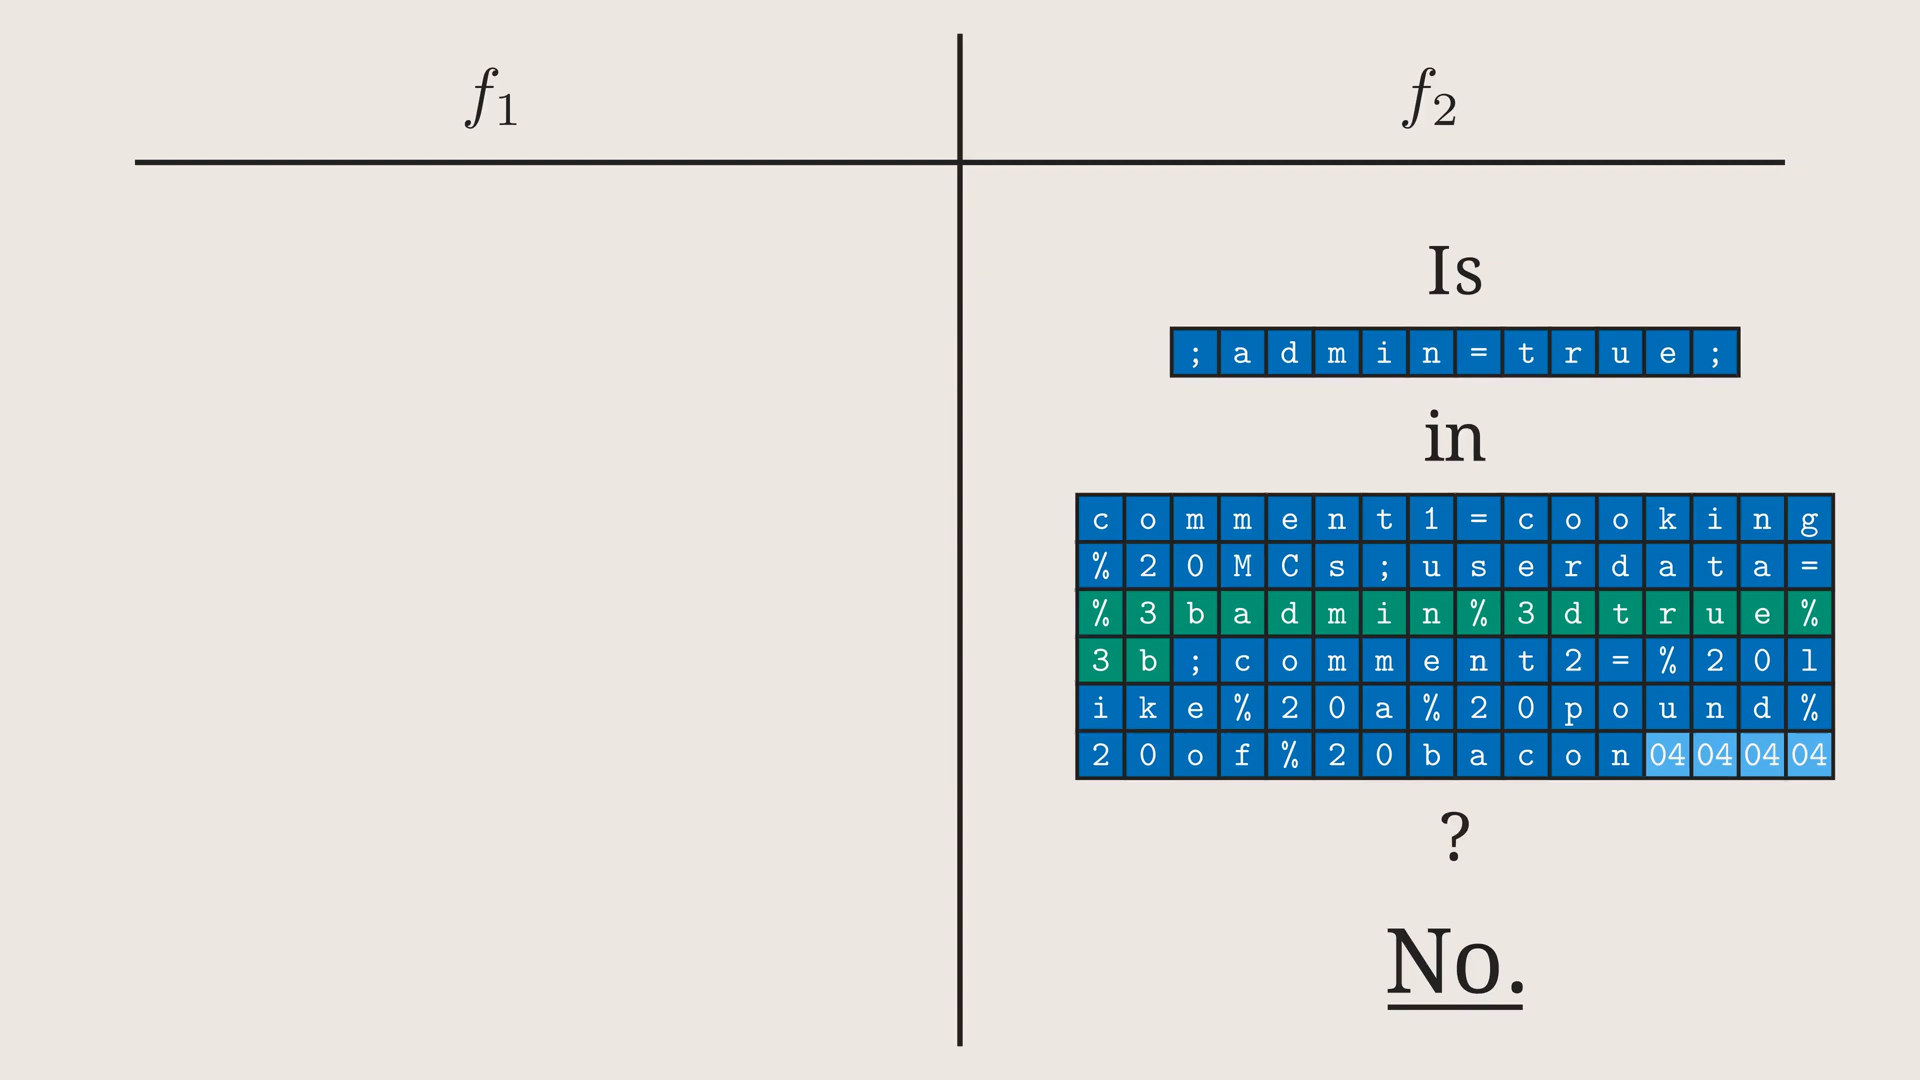 f1
f2
Is
;admin=true;
in
comment1=cooking
%20MCs;userdata=
%3badmin%3dtrue%
3b;comment2=%20l
ike%20a%20pound%
20of%20bacon04040404
?
No.